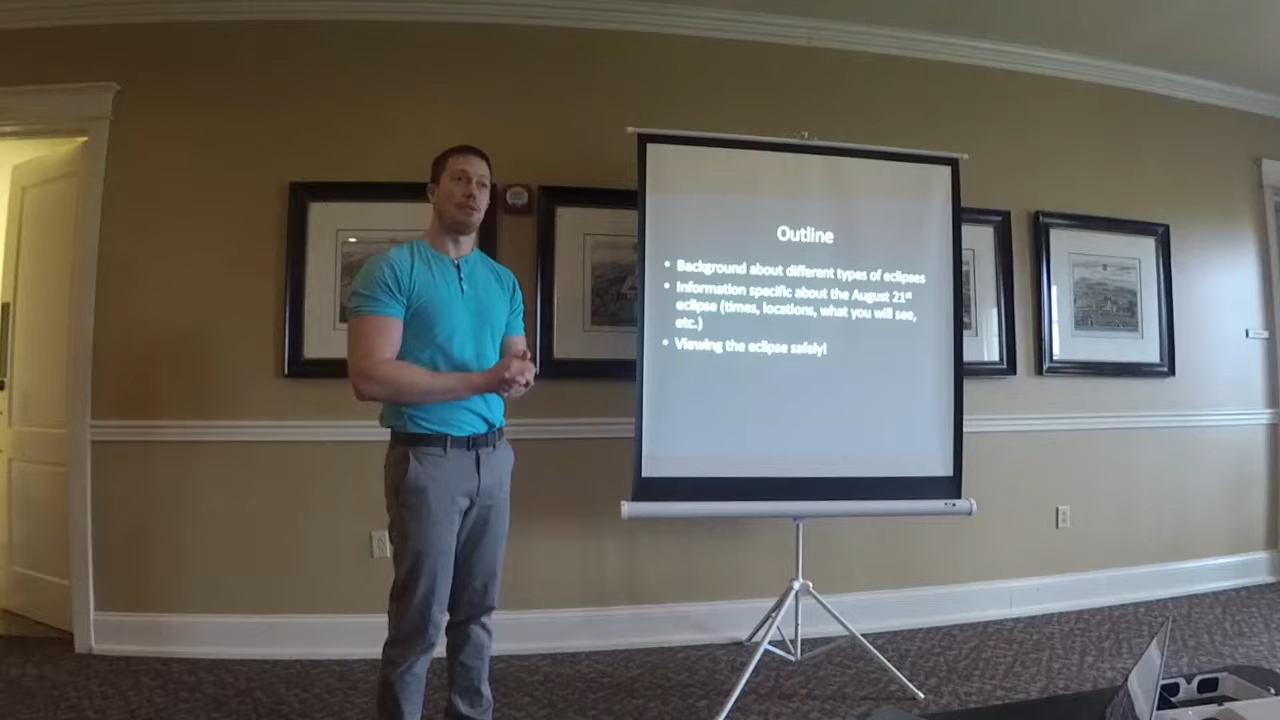 Outline
• Background about different types of eclipses
• Information specific about the August 21st
eclipse (times, locations, what you will see,
etc.)
• Viewing the eclipse safely!